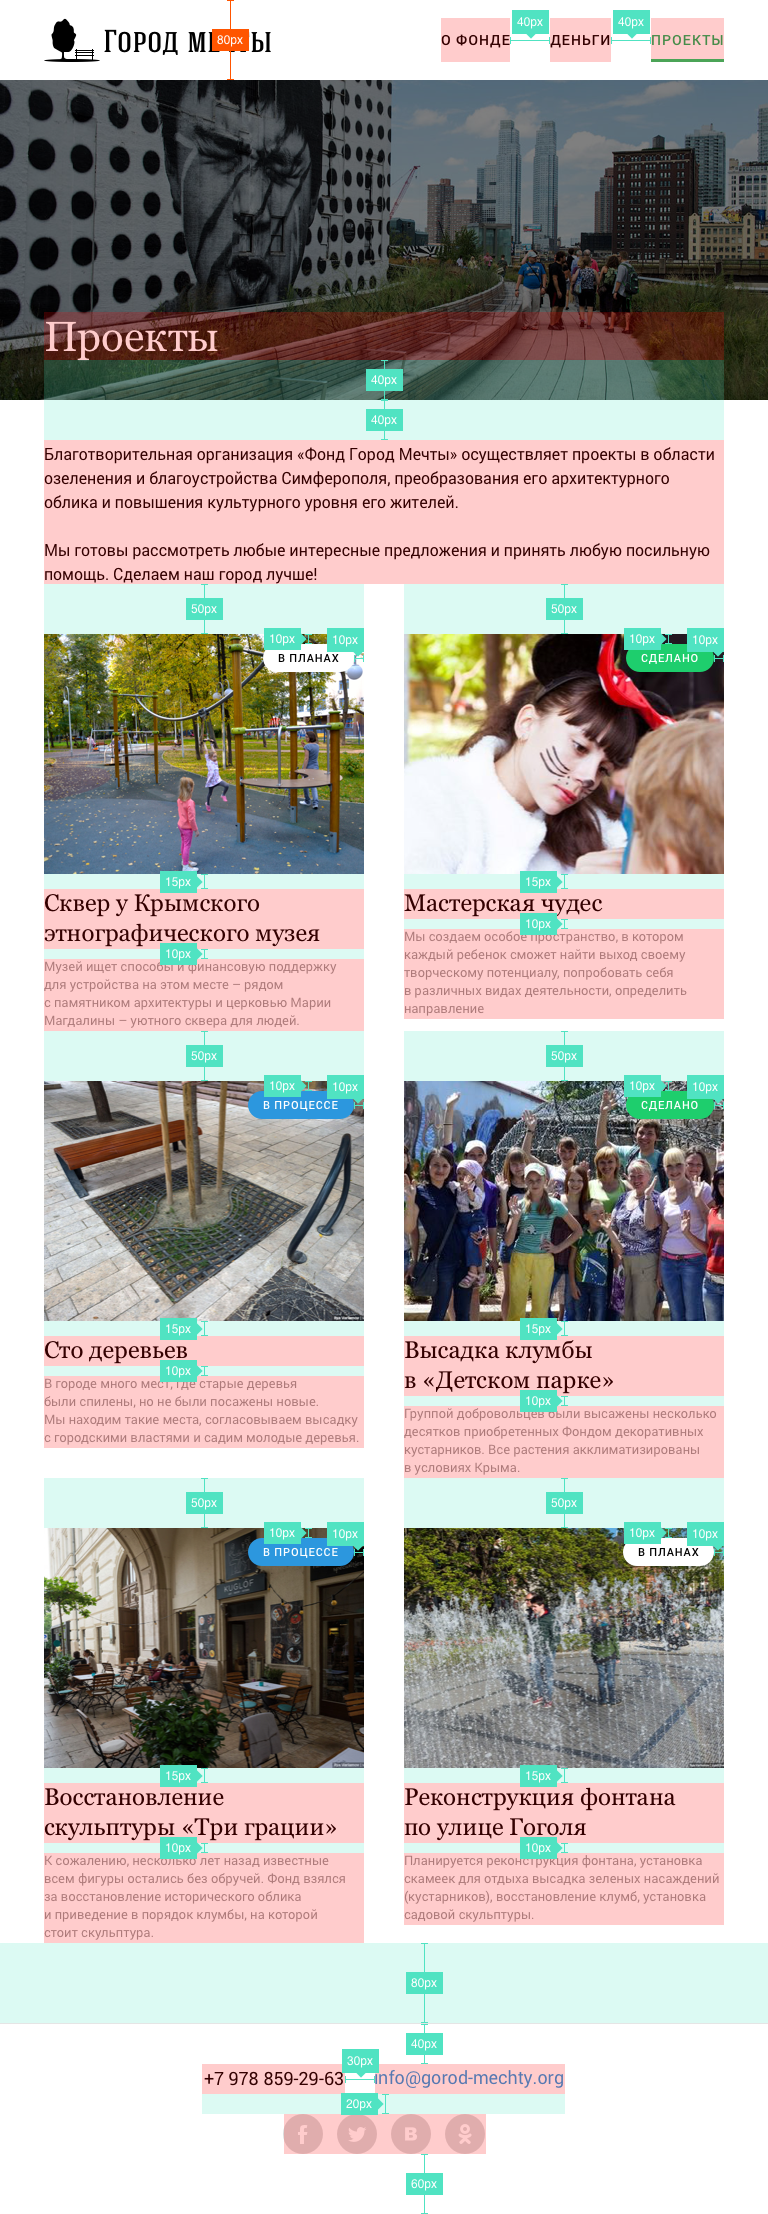 Город ме ты
80px
О ФОНДЕ
40px
ДЕНЬГИ
40px
ПРОЕКТЫ
Проекты
40px
40px
Благотворительная организация «Фонд Город Мечты» осуществляет проекты в области
озеленения и благоустройства Симферополя, преобразования его архитектурного
облика и повышения культурного уровня его жителей.
Мы готовы рассмотреть любые интересные предложения и принять любую посильную
помощь. Сделаем наш город лучше!
50px
50px
10px
10px
10px
10px
В ПЛАНАХ
СДЕЛАНО
15px
15px
Сквер у Крымского
этнографического музея
10px
Музей ищет способы и финансовую поддержку
для устройства на этом месте – рядом
с памятником архитектуры и церковью Марии
Магдалины – уютного сквера для людей.
Мастерская чудес
10px
Мы создаем особое пространство, в котором
каждый ребенок сможет найти выход своему
творческому потенциалу, попробовать себя
в различных видах деятельности, определить
направление
50px
50px
10px
10px
10px
10px
В ПРОЦЕССЕ
СДЕЛАНО
15px
15px
Сто деревьев
10px
В городе много мест, где старые деревья
были спилены, но не были посажены новые.
Мы находим такие места, согласовываем высадку
с городскими властями и садим молодые деревья.
Высадка клумбы
в «Детском парке»
10px
Группой добровольцев были высажены несколько
десятков приобретенных Фондом декоративных
кустарников. Все растения акклиматизированы
в условиях Крыма.
50px
50px
10px
10px
10px
10px
В ПРОЦЕССЕ
В ПЛАНАХ
KUGLOF
15px
15px
Восстановление
скульптуры «Три грации»
10px
К сожалению, несколько лет назад известные
всем фигуры остались без обручей. Фонд взялся
за восстановление исторического облика
и приведение в порядок клумбы, на которой
стоит скульптура.
Реконструкция фонтана
по улице Гоголя
10px
Планируется реконструкция фонтана, установка
скамеек для отдыха высадка зеленых насаждений
(кустарников), восстановление клумб, установка
садовой скульптуры.
80px
40px
30px
+7 978 859-29-63
info@gorod-mechty.org
20px
60px